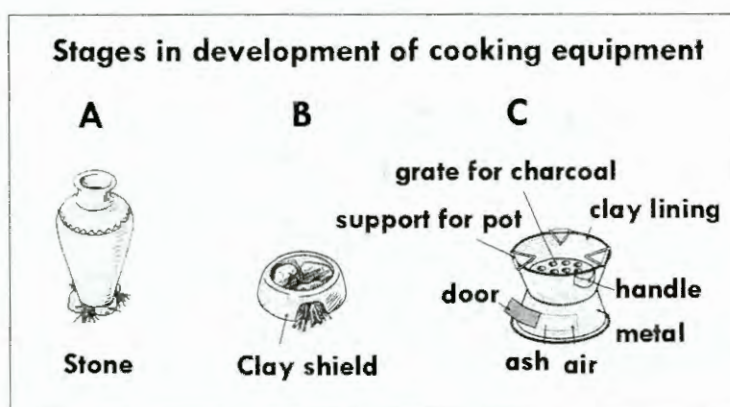 Stages in development of cooking equipment
A B C
grate for charcoal
support for pot
clay lining
door
handle
metal
ash air
Stone
Clay shield